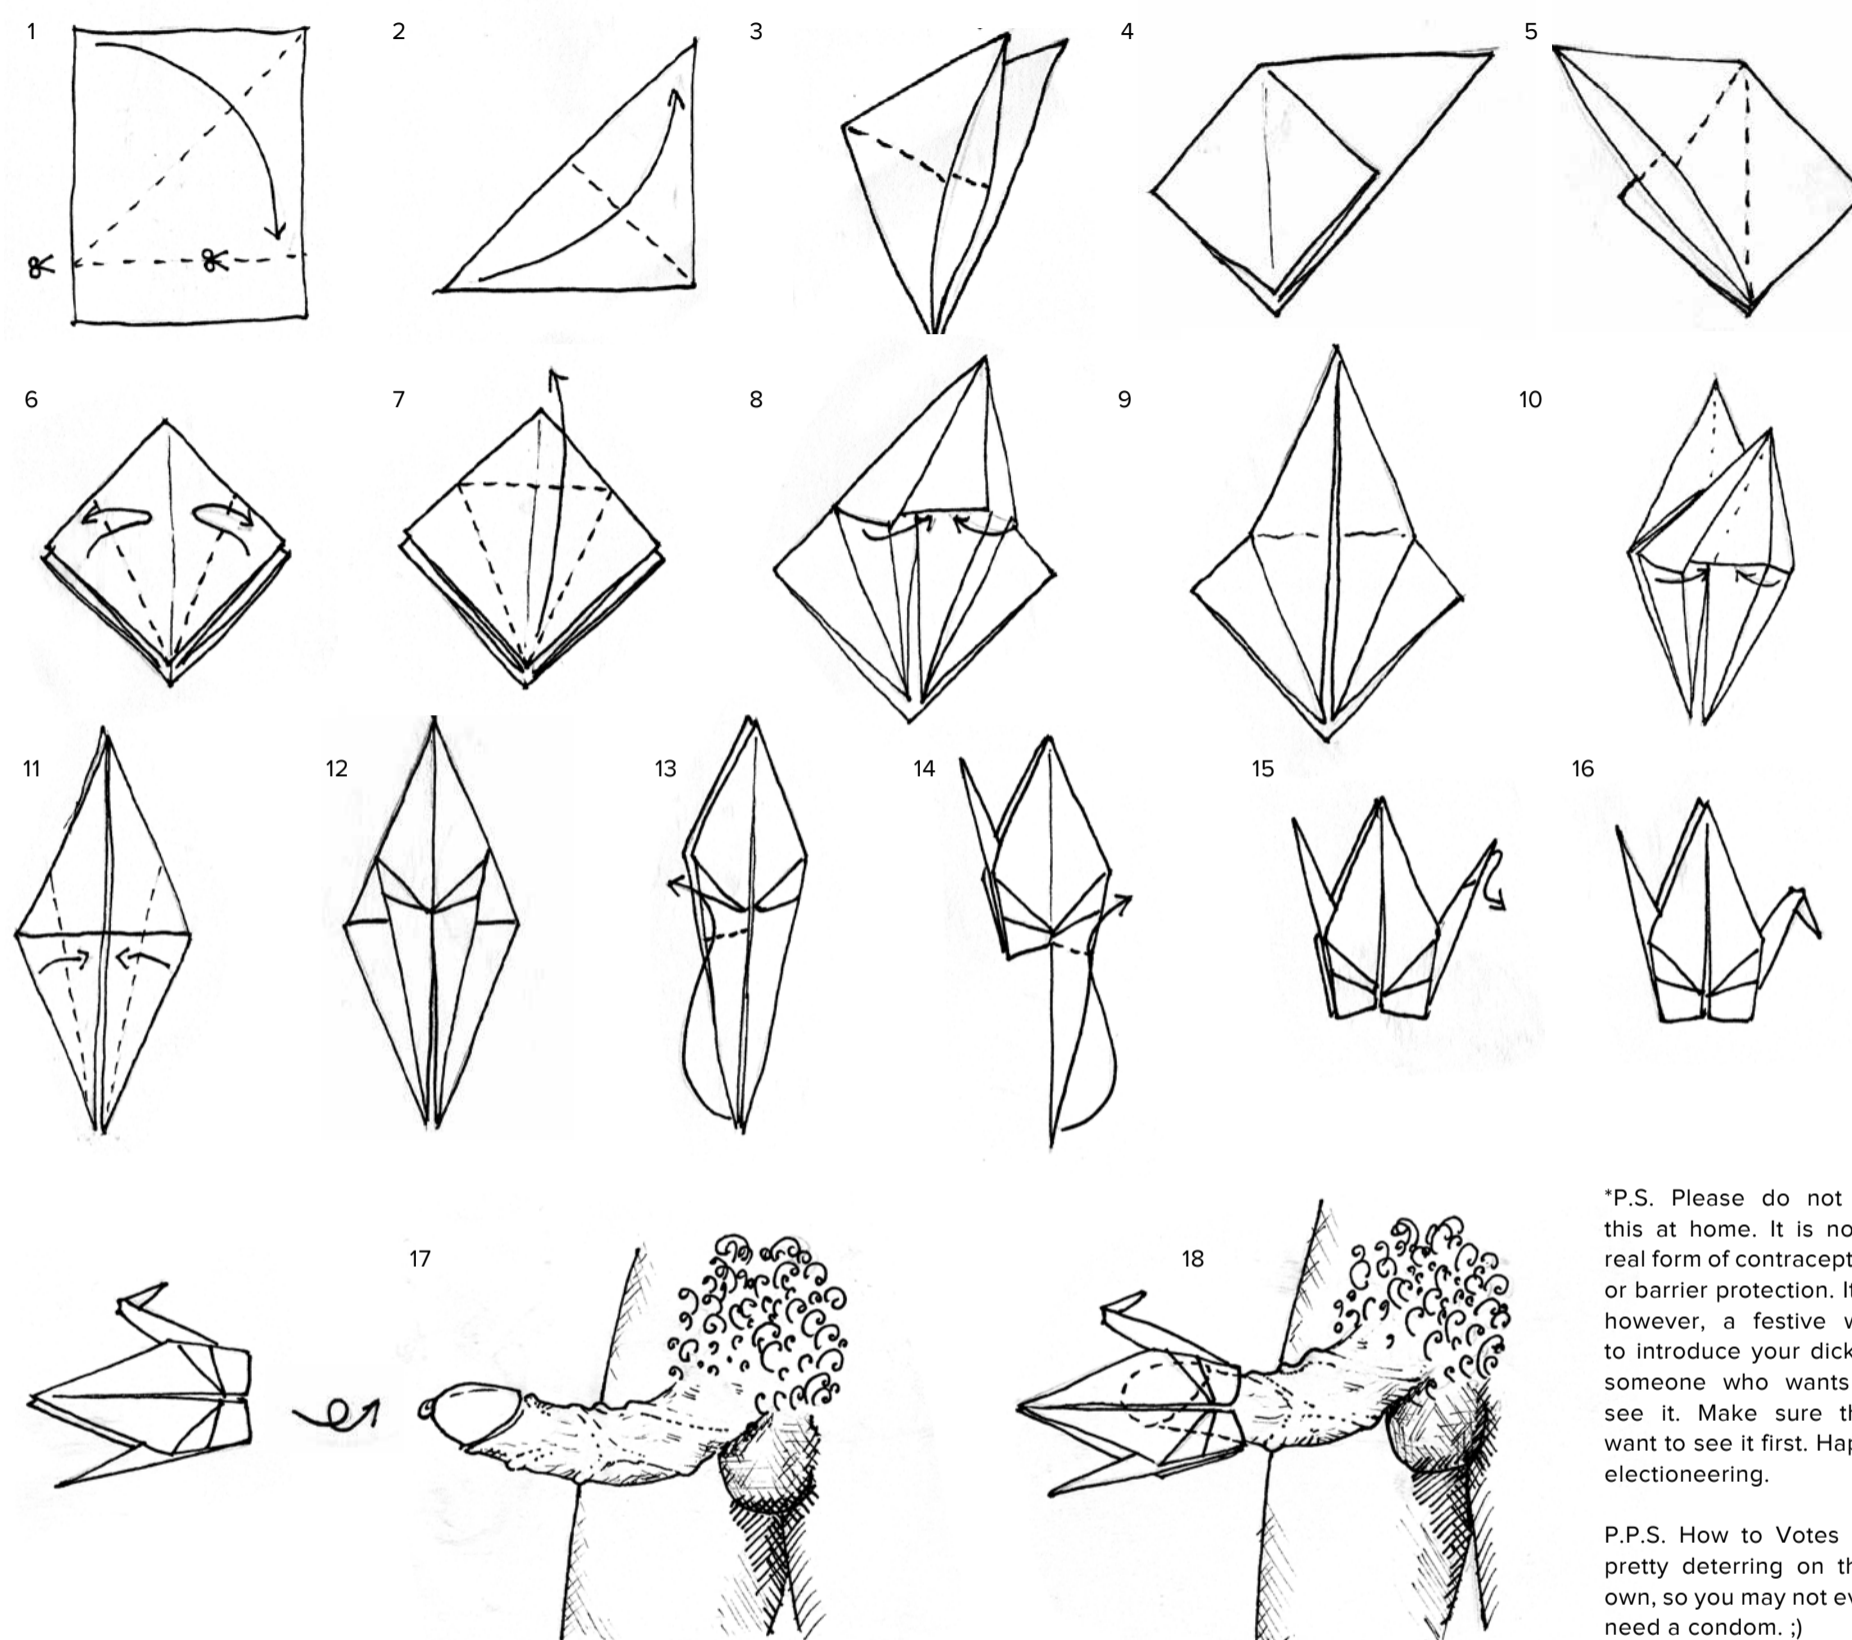 1
2
3
4
5
6
7
8
9
10
11
12
13
14
15
16
17
18
*P.S. Please do not
this at home. It is no
real form of contracept
or barrier protection. It
however, a festive w
to introduce your dick
someone who wants
see it. Make sure th
want to see it first. Hap
electioneering.
P.P.S. How to Votes
pretty deterring on th
own, so you may not ev
need a condom. ;)